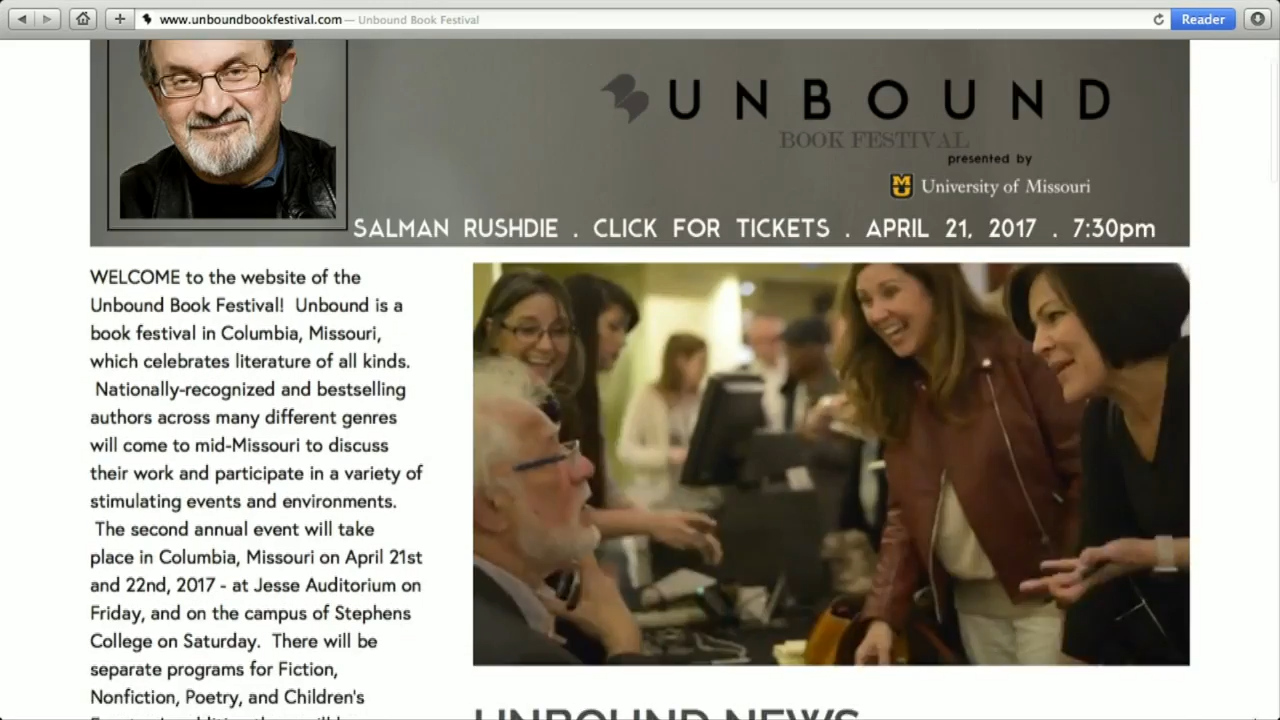 www.unboundbookfestival.com — Unbound Book Festival
Reader
UNBOUND
BOOK FESTIVAL
presented by
MU
University of Missouri
SALMAN RUSHDIE . CLICK FOR TICKETS . APRIL 21, 2017 . 7:30pm
WELCOME to the website of the
Unbound Book Festival! Unbound is a
book festival in Columbia, Missouri,
which celebrates literature of all kinds.
Nationally-recognized and bestselling
authors across many different genres
will come to mid-Missouri to discuss
their work and participate in a variety of
stimulating events and environments.
The second annual event will take
place in Columbia, Missouri on April 21st
and 22nd, 2017 - at Jesse Auditorium on
Friday, and on the campus of Stephens
College on Saturday. There will be
separate programs for Fiction,
Nonfiction, Poetry, and Children's
UNBOUND NEWS